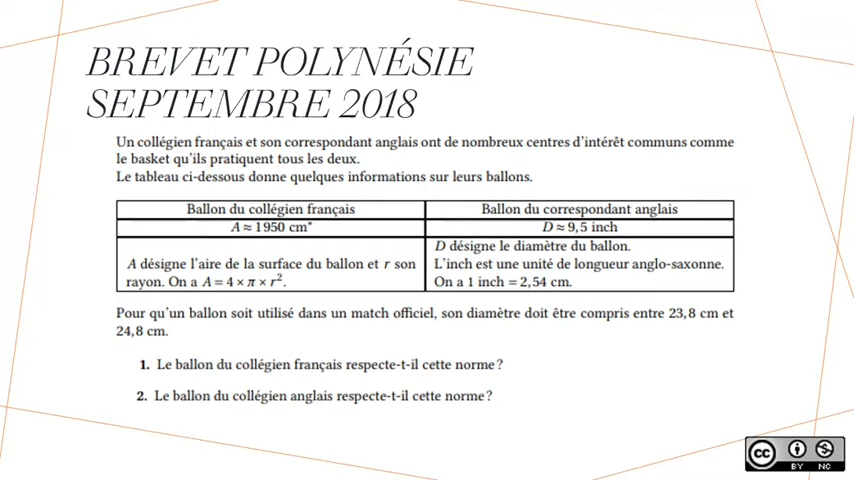 BREVET POLYNÉSIE
SEPTEMBRE 2018
Un collégien français et son correspondant anglais ont de nombreux centres d'intérêt communs comme
le basket qu'ils pratiquent tous les deux.
Le tableau ci-dessous donne quelques informations sur leurs ballons.
Ballon du collégien français
Ballon du correspondant anglais
A ≈ 1 950 cm²
D ≈ 9,5 inch
A désigne l'aire de la surface du ballon et r son
rayon. On a A = 4 × π × r².
D désigne le diamètre du ballon.
L'inch est une unité de longueur anglo-saxonne.
On a 1 inch = 2,54 cm.
Pour qu'un ballon soit utilisé dans un match officiel, son diamètre doit être compris entre 23,8 cm et
24,8 cm.
1. Le ballon du collégien français respecte-t-il cette norme ?
2. Le ballon du collégien anglais respecte-t-il cette norme ?
cc
BY NC